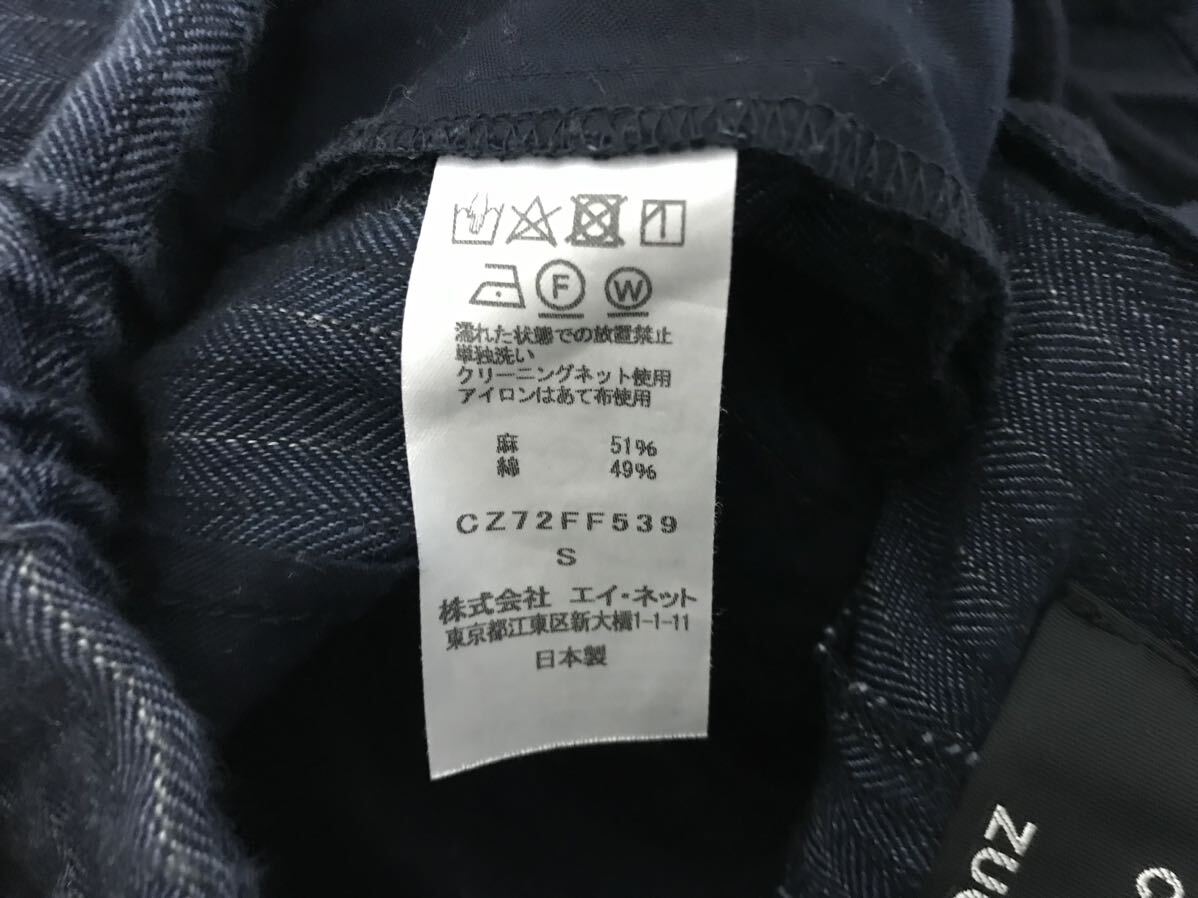 F W
濡れた状態での放置禁止
単独洗い
クリーニングネット使用
アイロンはあて布使用
麻 51%
綿 49%
CZ72FF539
S
株式会社 エイ・ネット
東京都江東区新大橋1-1-11
日本製
zuc